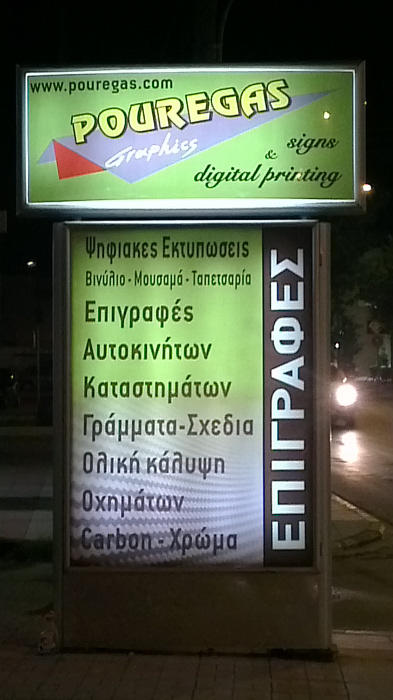 www.pouregas.com
POUREGAS
Graphics
signs
&
digital printing
Ψηφιακες Εκτυπωσεις
Βινύλιο - Μουσαμά - Ταπετσαρία
Επιγραφές
Αυτοκινήτων
Καταστημάτων
Γράμματα-Σχεδια
Ολική κάλυψη
Οχημάτων
Carbon - Χρώμα
ΕΠΙΓΡΑΦΕΣ